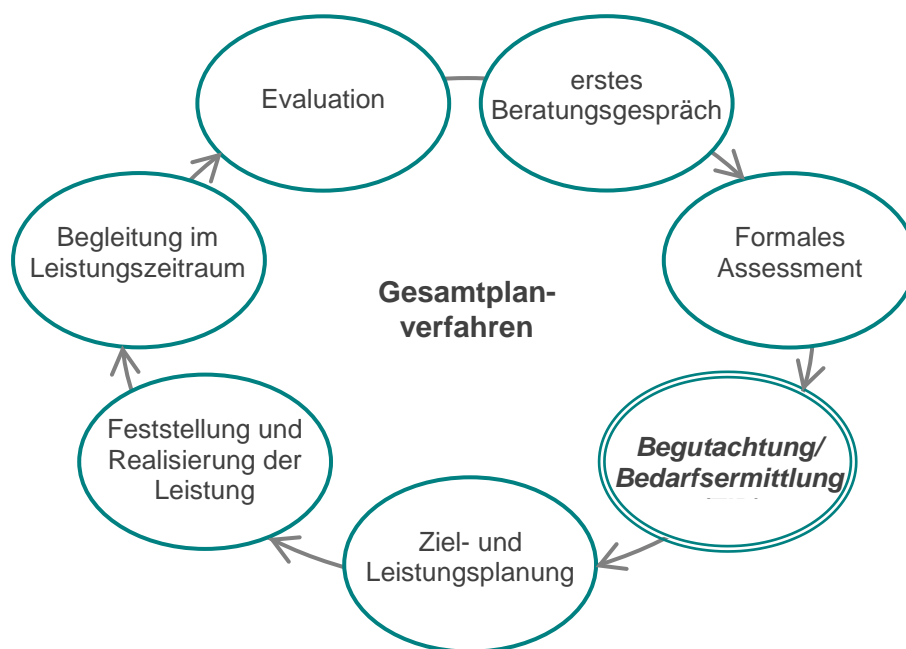 Evaluation
erstes
Beratungsgespräch
Formales
Assessment
Begutachtung/
Bedarfsermittlung
Ziel- und
Leistungsplanung
Feststellung und
Realisierung der
Leistung
Begleitung im
Leistungszeitraum
Gesamtplan-
verfahren